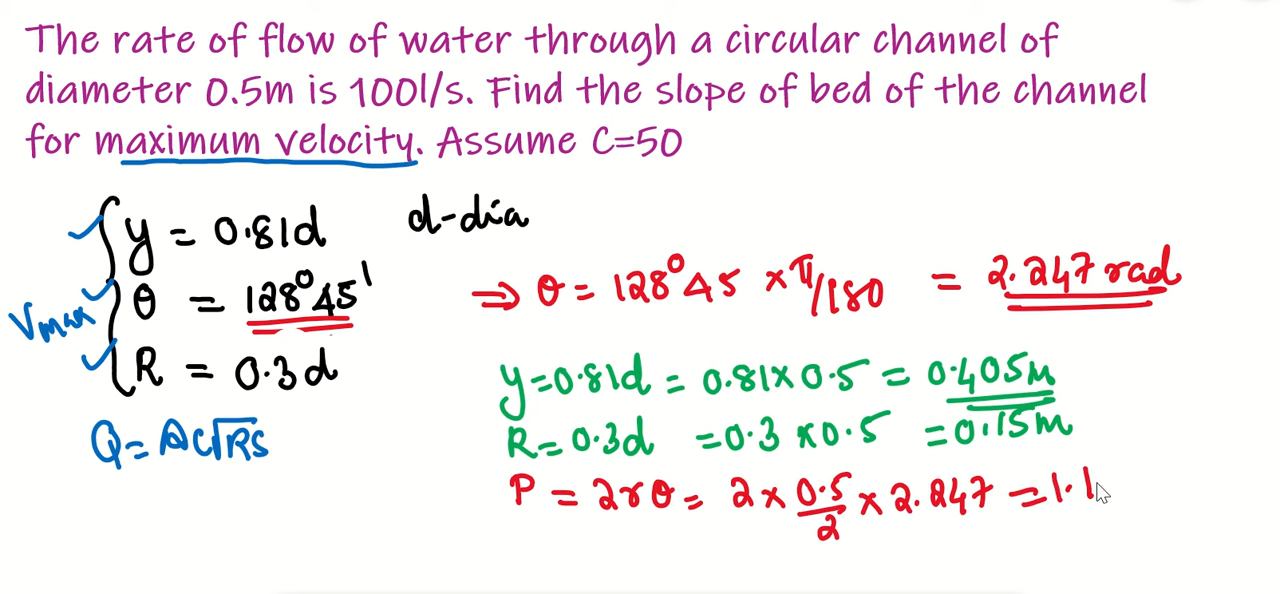 The rate of flow of water through a circular channel of
diameter 0.5m is 100l/s. Find the slope of bed of the channel
for maximum velocity. Assume C=50
y = 0.81d
d-dia
Vmax
θ = 128°45'
⇒ θ = 128°45 × π/180 = 2.247 rad
R = 0.3d
y=0.81d = 0.81×0.5 = 0.405m
Q = AC√RS
R = 0.3d = 0.3 × 0.5 = 0.15m
P = 2rθ = 2 × 0.5/2 × 2.247 = 1.1